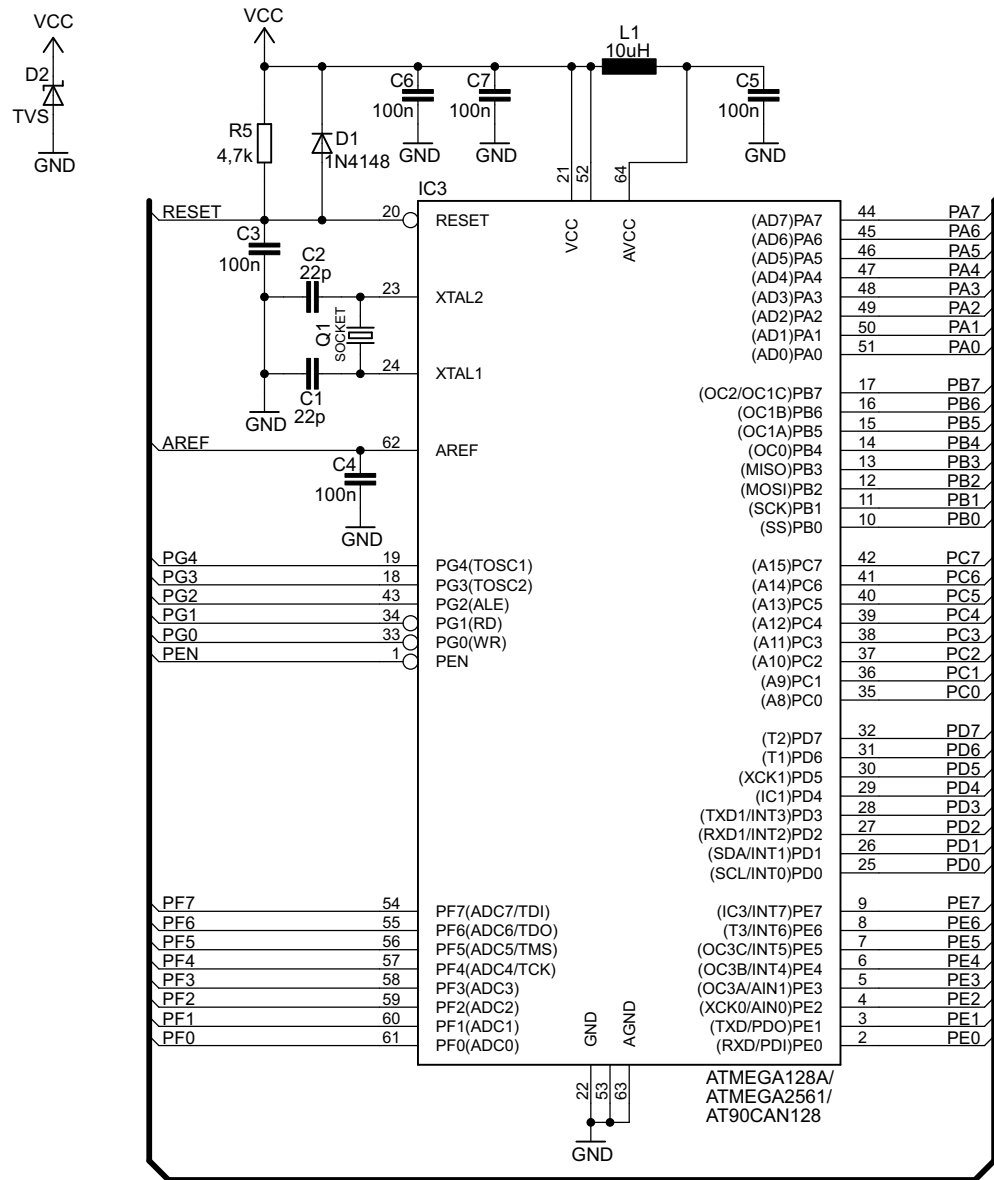 VCC
D2
TVS
GND
VCC
R5
4,7k
D1
1N4148
C6
100n
GND
C7
100n
GND
L1
10uH
C5
100n
GND
21
52
64
IC3
RESET
20
RESET
C3
100n
C2
22p
23
XTAL2
Q1
SOCKET
24
XTAL1
C1
22p
GND
AREF
62
AREF
C4
100n
GND
VCC
AVCC
PG4 19 PG4(TOSC1)
PG3 18 PG3(TOSC2)
PG2 43 PG2(ALE)
PG1 34 PG1(RD)
PG0 33 PG0(WR)
PEN 1 PEN
PF7 54 PF7(ADC7/TDI)
PF6 55 PF6(ADC6/TDO)
PF5 56 PF5(ADC5/TMS)
PF4 57 PF4(ADC4/TCK)
PF3 58 PF3(ADC3)
PF2 59 PF2(ADC2)
PF1 60 PF1(ADC1)
PF0 61 PF0(ADC0)
(AD7)PA7 44 PA7
(AD6)PA6 45 PA6
(AD5)PA5 46 PA5
(AD4)PA4 47 PA4
(AD3)PA3 48 PA3
(AD2)PA2 49 PA2
(AD1)PA1 50 PA1
(AD0)PA0 51 PA0
(OC2/OC1C)PB7 17 PB7
(OC1B)PB6 16 PB6
(OC1A)PB5 15 PB5
(OC0)PB4 14 PB4
(MISO)PB3 13 PB3
(MOSI)PB2 12 PB2
(SCK)PB1 11 PB1
(SS)PB0 10 PB0
(A15)PC7 42 PC7
(A14)PC6 41 PC6
(A13)PC5 40 PC5
(A12)PC4 39 PC4
(A11)PC3 38 PC3
(A10)PC2 37 PC2
(A9)PC1 36 PC1
(A8)PC0 35 PC0
(T2)PD7 32 PD7
(T1)PD6 31 PD6
(XCK1)PD5 30 PD5
(IC1)PD4 29 PD4
(TXD1/INT3)PD3 28 PD3
(RXD1/INT2)PD2 27 PD2
(SDA/INT1)PD1 26 PD1
(SCL/INT0)PD0 25 PD0
(IC3/INT7)PE7 9 PE7
(T3/INT6)PE6 8 PE6
(OC3C/INT5)PE5 7 PE5
(OC3B/INT4)PE4 6 PE4
(OC3A/AIN1)PE3 5 PE3
(XCK0/AIN0)PE2 4 PE2
(TXD/PDO)PE1 3 PE1
(RXD/PDI)PE0 2 PE0
GND
AGND
22
53
63
GND
ATMEGA128A/
ATMEGA2561/
AT90CAN128